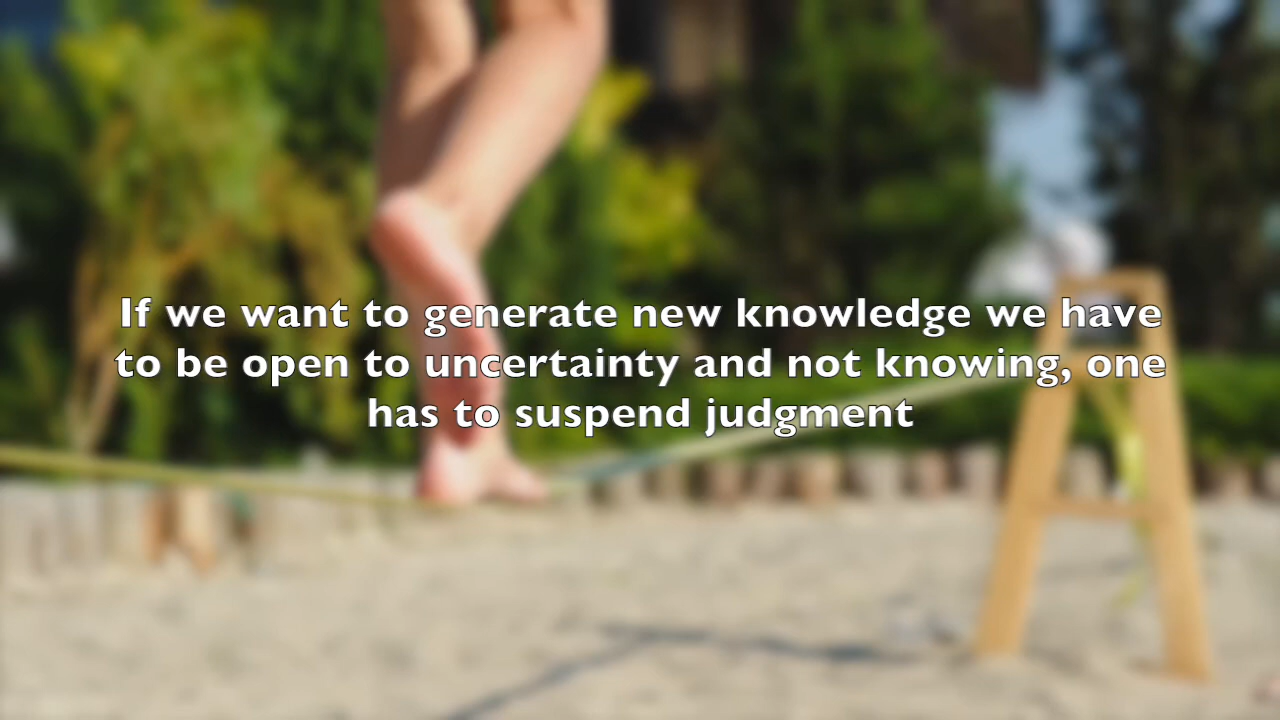 If we want to generate new knowledge we have
to be open to uncertainty and not knowing, one
has to suspend judgment